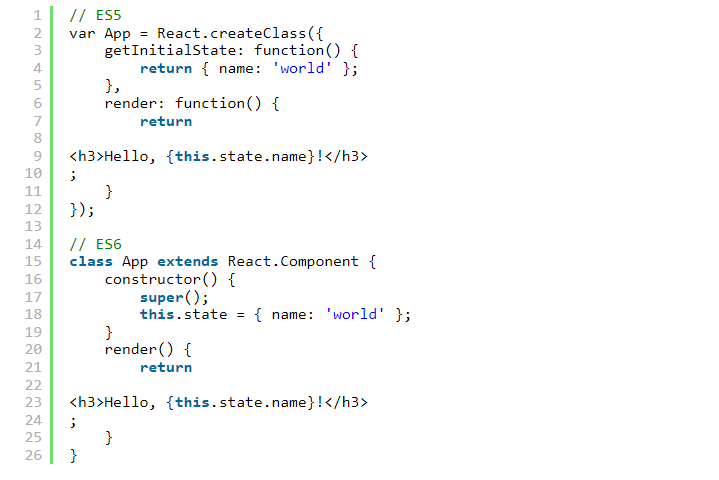 1 // ES5
2 var App = React.createClass({
3     getInitialState: function() {
4         return { name: 'world' };
5     },
6     render: function() {
7         return
8
9 <h3>Hello, {this.state.name}!</h3>
10 ;
11     }
12 });
13
14 // ES6
15 class App extends React.Component {
16     constructor() {
17         super();
18         this.state = { name: 'world' };
19     }
20     render() {
21         return
22
23 <h3>Hello, {this.state.name}!</h3>
24 ;
25     }
26 }